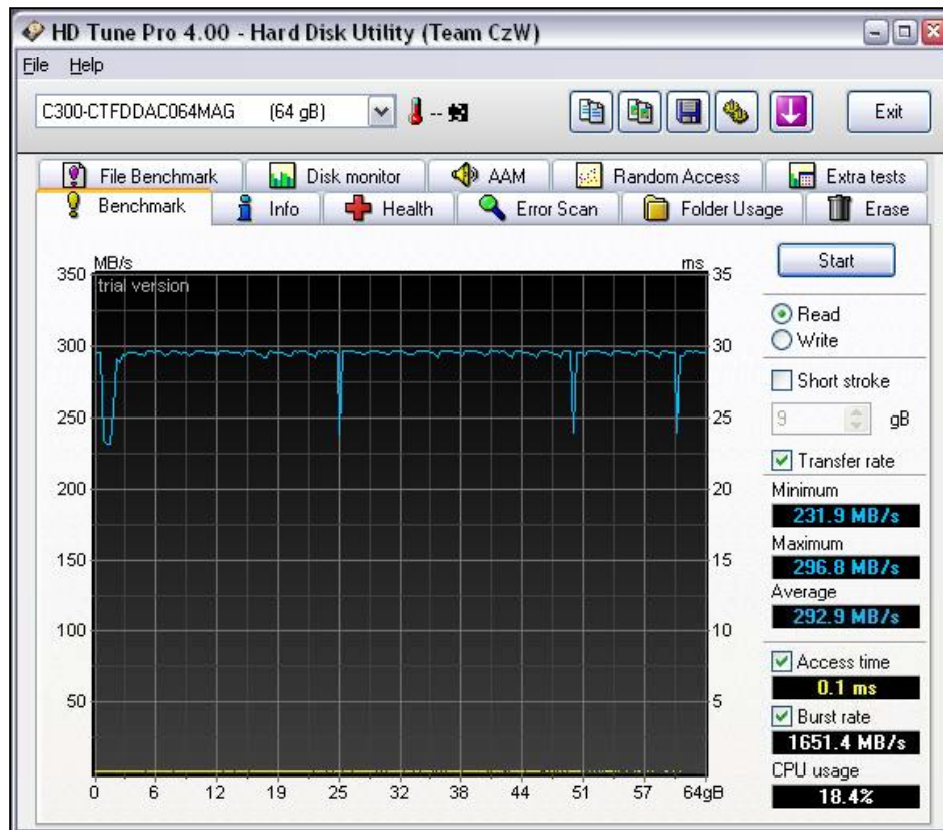 HD Tune Pro 4.00 - Hard Disk Utility (Team CzW)
File Help
C300-CTFDDAC064MAG (64 gB) -- Exit
File Benchmark Disk monitor AAM Random Access Extra tests
Benchmark Info Health Error Scan Folder Usage Erase
MB/s ms
trial version
350 35
300 30
250 25
200 20
150 15
100 10
50 5
0 6 12 19 25 32 38 44 51 57 64gB
Start
Read
Write
Short stroke
9 gB
Transfer rate
Minimum
231.9 MB/s
Maximum
296.8 MB/s
Average
292.9 MB/s
Access time
0.1 ms
Burst rate
1651.4 MB/s
CPU usage
18.4%